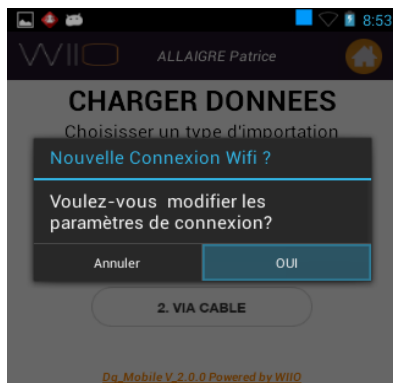 8:53
WIIO ALLAIGRE Patrice
CHARGER DONNEES
Choisisser un type d'importation
Nouvelle Connexion Wifi ?
Voulez-vous modifier les
paramètres de connexion?
Annuler OUI
2. VIA CABLE
Dg_Mobile V_2.0.0 Powered by WIIO